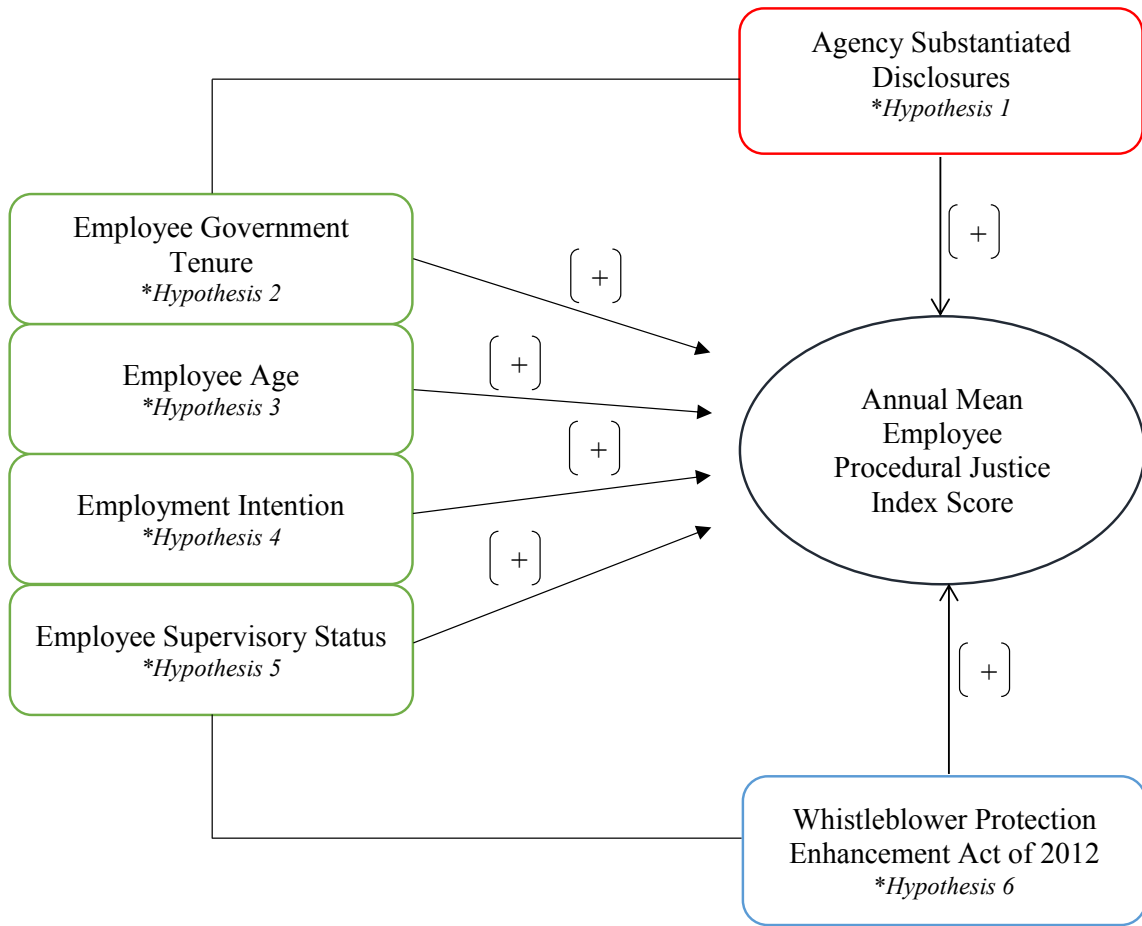 Agency Substantiated
Disclosures
*Hypothesis 1
( + )
Employee Government
Tenure
*Hypothesis 2
( + )
Employee Age
*Hypothesis 3
( + )
Employment Intention
*Hypothesis 4
( + )
Employee Supervisory Status
*Hypothesis 5
( + )
Annual Mean
Employee
Procedural Justice
Index Score
( + )
Whistleblower Protection
Enhancement Act of 2012
*Hypothesis 6